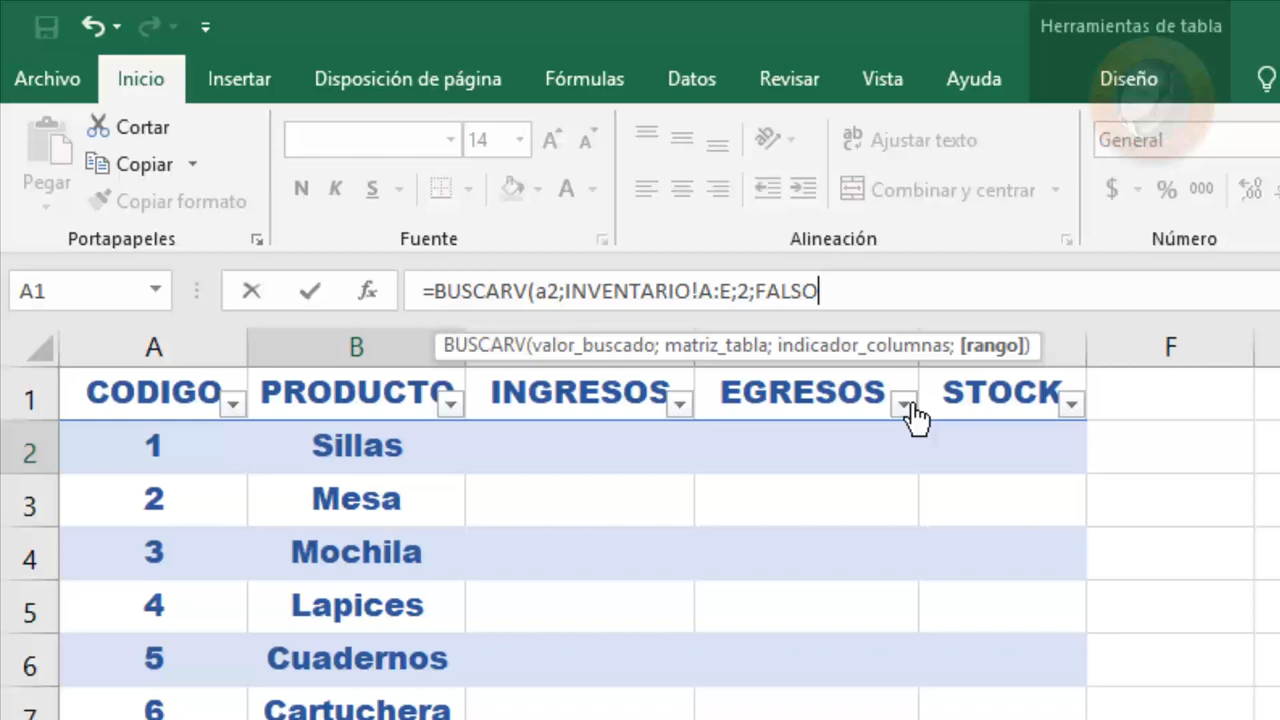 Herramientas de tabla
Archivo Inicio Insertar Disposición de página Fórmulas Datos Revisar Vista Ayuda Diseño
Pegar
Cortar
Copiar
Copiar formato
Portapapeles
14
N K S
Fuente
Ajustar texto
Combinar y centrar
Alineación
General
$ % 000
Número
A1 =BUSCARV(a2;INVENTARIO!A:E;2;FALSO
BUSCARV(valor_buscado; matriz_tabla; indicador_columnas; [rango])
A B F
1 CODIGO PRODUCTO INGRESOS EGRESOS STOCK
2 1 Sillas
3 2 Mesa
4 3 Mochila
5 4 Lapices
6 5 Cuadernos
7 6 Cartuchera